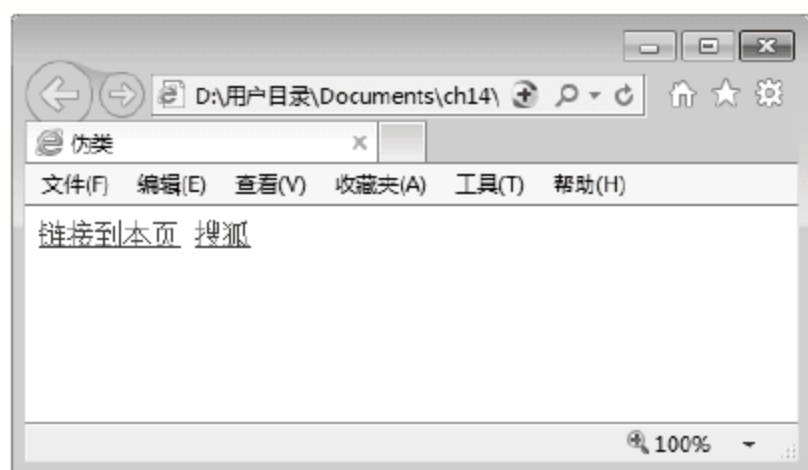 D:\用户目录\Documents\ch14\
伪类
文件(F) 编辑(E) 查看(V) 收藏夹(A) 工具(T) 帮助(H)
链接到本页 搜狐
100%